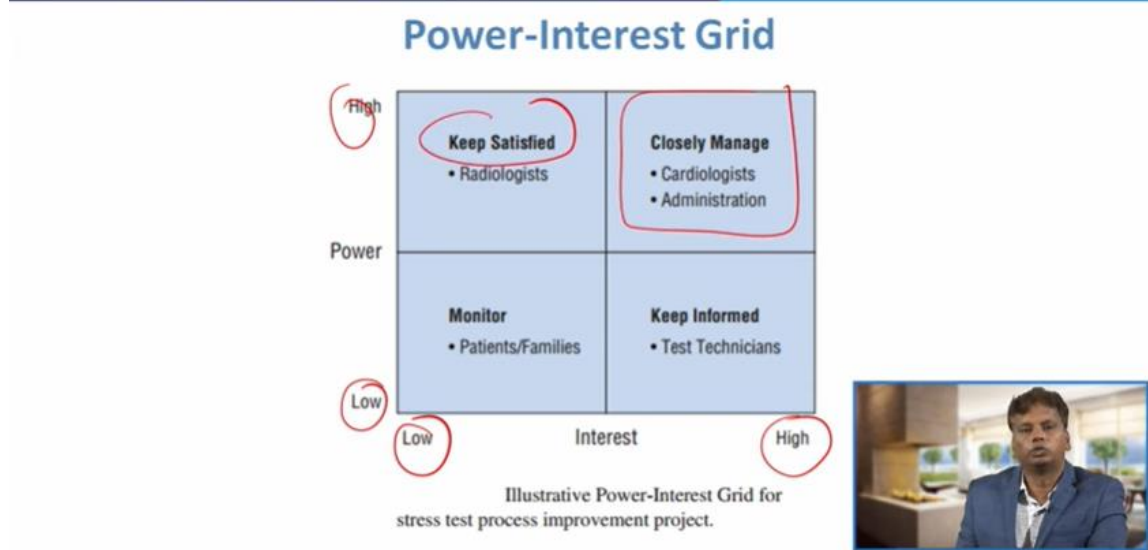 Power-Interest Grid
High
Keep Satisfied
• Radiologists
Closely Manage
• Cardiologists
• Administration
Power
Monitor
• Patients/Families
Keep Informed
• Test Technicians
Low
Low
Interest
High
Illustrative Power-Interest Grid for
stress test process improvement project.